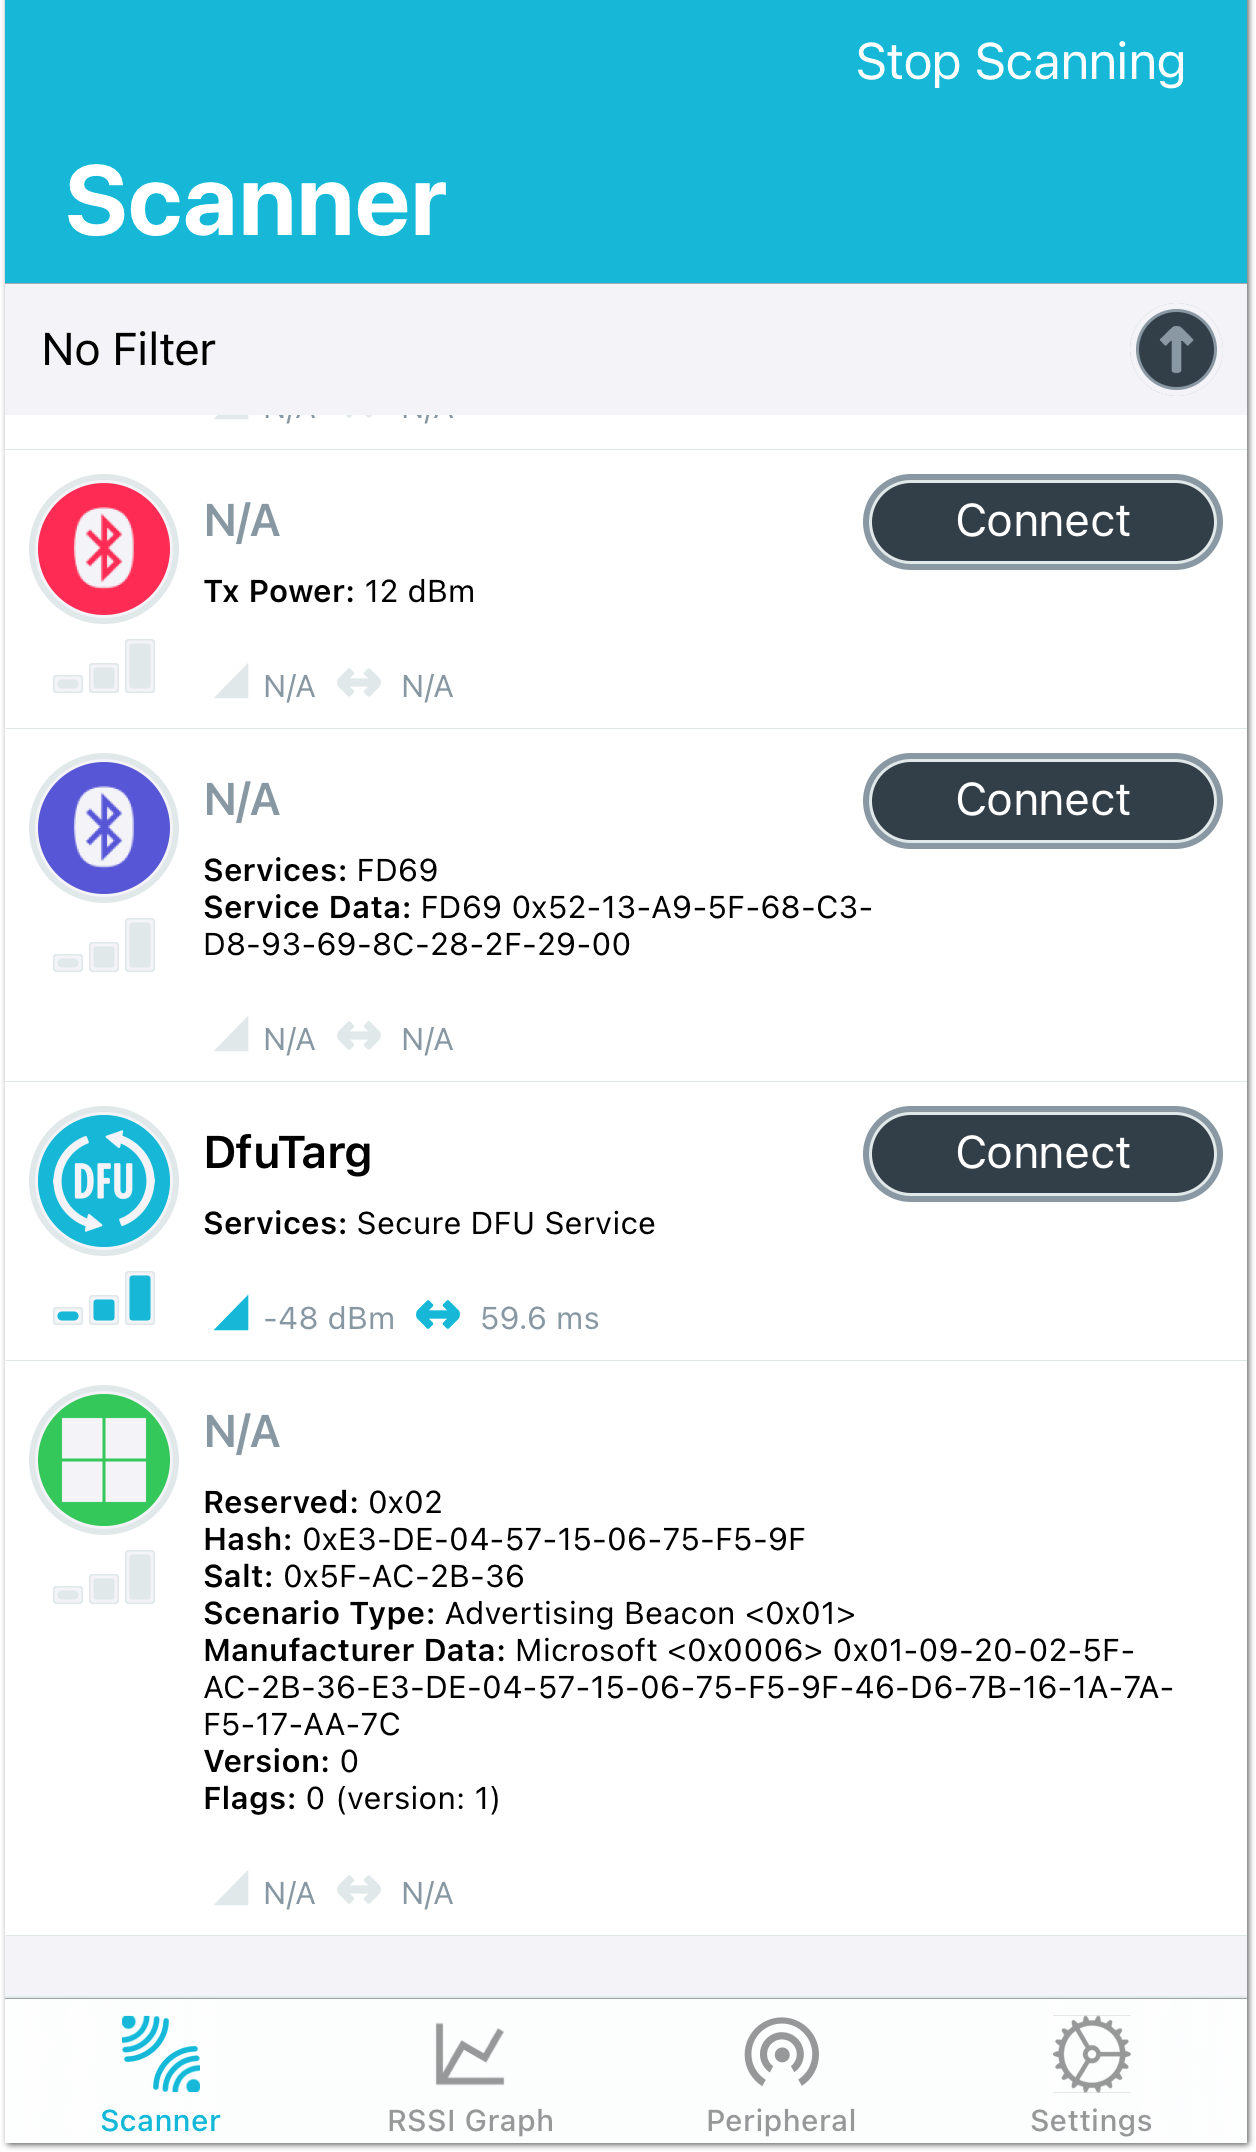 Stop Scanning
Scanner
No Filter
N/A N/A
N/A
Connect
Tx Power: 12 dBm
N/A N/A
N/A
Connect
Services: FD69
Service Data: FD69 0x52-13-A9-5F-68-C3-
D8-93-69-8C-28-2F-29-00
N/A N/A
DFU
DfuTarg
Connect
Services: Secure DFU Service
-48 dBm 59.6 ms
N/A
Reserved: 0x02
Hash: 0xE3-DE-04-57-15-06-75-F5-9F
Salt: 0x5F-AC-2B-36
Scenario Type: Advertising Beacon <0x01>
Manufacturer Data: Microsoft <0x0006> 0x01-09-20-02-5F-
AC-2B-36-E3-DE-04-57-15-06-75-F5-9F-46-D6-7B-16-1A-7A-
F5-17-AA-7C
Version: 0
Flags: 0 (version: 1)
N/A N/A
Scanner RSSI Graph Peripheral Settings